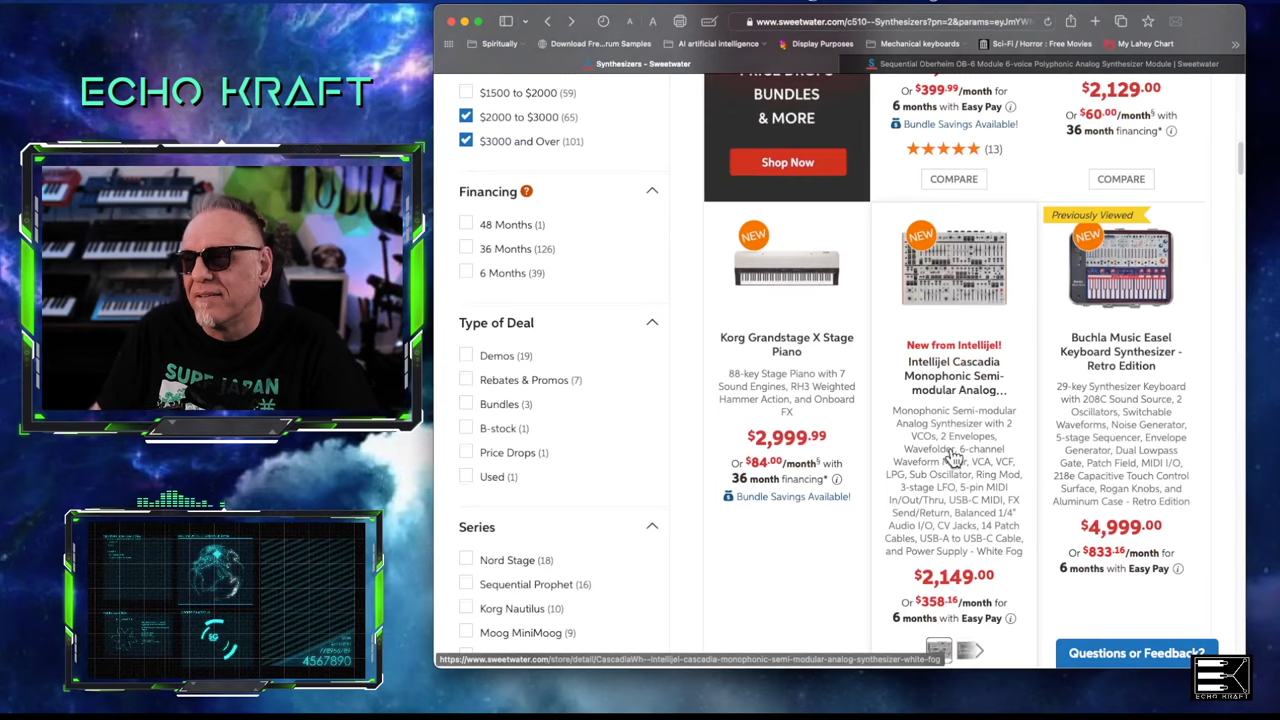 ECHO KRAFT
SURF JAPAN
4567890
www.sweetwater.com/c510--Synthesizers?pn=2&params=eyJmYW
Spiritually
Download Fre...rum Samples
AI artificial intelligence
Display Purposes
Mechanical keyboards
Sci-Fi / Horror : Free Movies
My Lahey Chart
Synthesizers – Sweetwater
Sequential Oberheim OB-6 Module 6-voice Polyphonic Analog Synthesizer Module | Sweetwater
$1500 to $2000 (59)
$2000 to $3000 (65)
$3000 and Over (101)
Financing ?
48 Months (1)
36 Months (126)
6 Months (39)
Type of Deal
Demos (19)
Rebates & Promos (7)
Bundles (3)
B-stock (1)
Price Drops (1)
Used (1)
Series
Nord Stage (18)
Sequential Prophet (16)
Korg Nautilus (10)
Moog MiniMoog (9)
PRICE DROPS
BUNDLES
& MORE
Shop Now
Or $399.99/month for
6 months with Easy Pay
Bundle Savings Available!
(13)
COMPARE
$2,129.00
Or $60.00/month§ with
36 month financing*
COMPARE
NEW
Korg Grandstage X Stage
Piano
88-key Stage Piano with 7
Sound Engines, RH3 Weighted
Hammer Action, and Onboard
FX
$2,999.99
Or $84.00/month§ with
36 month financing*
Bundle Savings Available!
NEW
New from Intellijel!
Intellijel Cascadia
Monophonic Semi-
modular Analog...
Monophonic Semi-modular
Analog Synthesizer with 2
VCOs, 2 Envelopes,
Wavefolder, 6-channel
Waveform Mixer, VCA, VCF,
LPG, Sub Oscillator, Ring Mod,
3-stage LFO, 5-pin MIDI
In/Out/Thru, USB-C MIDI, FX
Send/Return, Balanced 1/4"
Audio I/O, CV Jacks, 14 Patch
Cables, USB-A to USB-C Cable,
and Power Supply - White Fog
$2,149.00
Or $358.16/month for
6 months with Easy Pay
Previously Viewed
NEW
Buchla Music Easel
Keyboard Synthesizer -
Retro Edition
29-key Synthesizer Keyboard
with 208C Sound Source, 2
Oscillators, Switchable
Waveforms, Noise Generator,
5-stage Sequencer, Envelope
Generator, Dual Lowpass
Gate, Patch Field, MIDI I/O,
218e Capacitive Touch Control
Surface, Rogan Knobs, and
Aluminum Case - Retro Edition
$4,999.00
Or $833.16/month for
6 months with Easy Pay
Questions or Feedback?
https://www.sweetwater.com/store/detail/CascadiaWh--intellijel-cascadia-monophonic-semi-modular-analog-synthesizer-white-fog
ECHO KRAFT